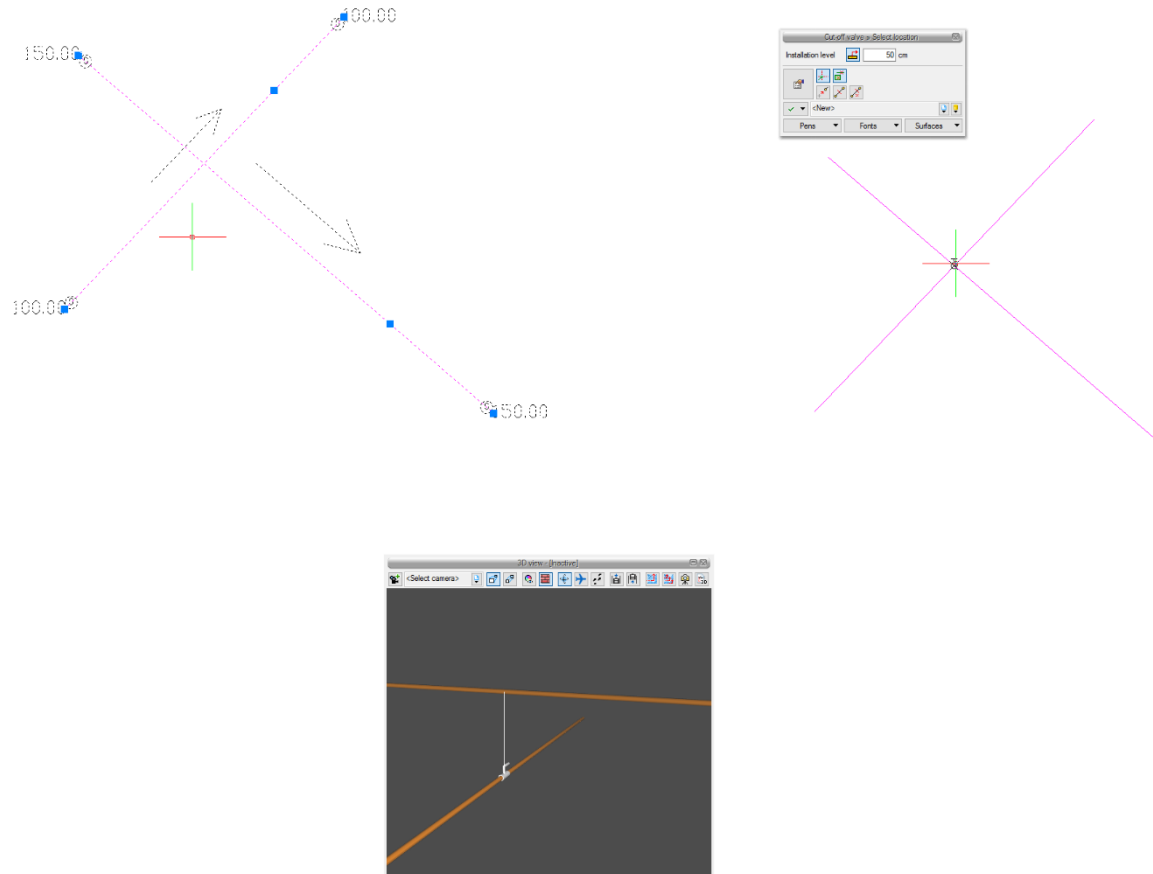 100.00
150.00
100.00
150.00
Cut-off valve » Select location
Installation level 50 cm
<New>
Pens Fonts Surfaces
3D view - [Inactive]
<Select camera>